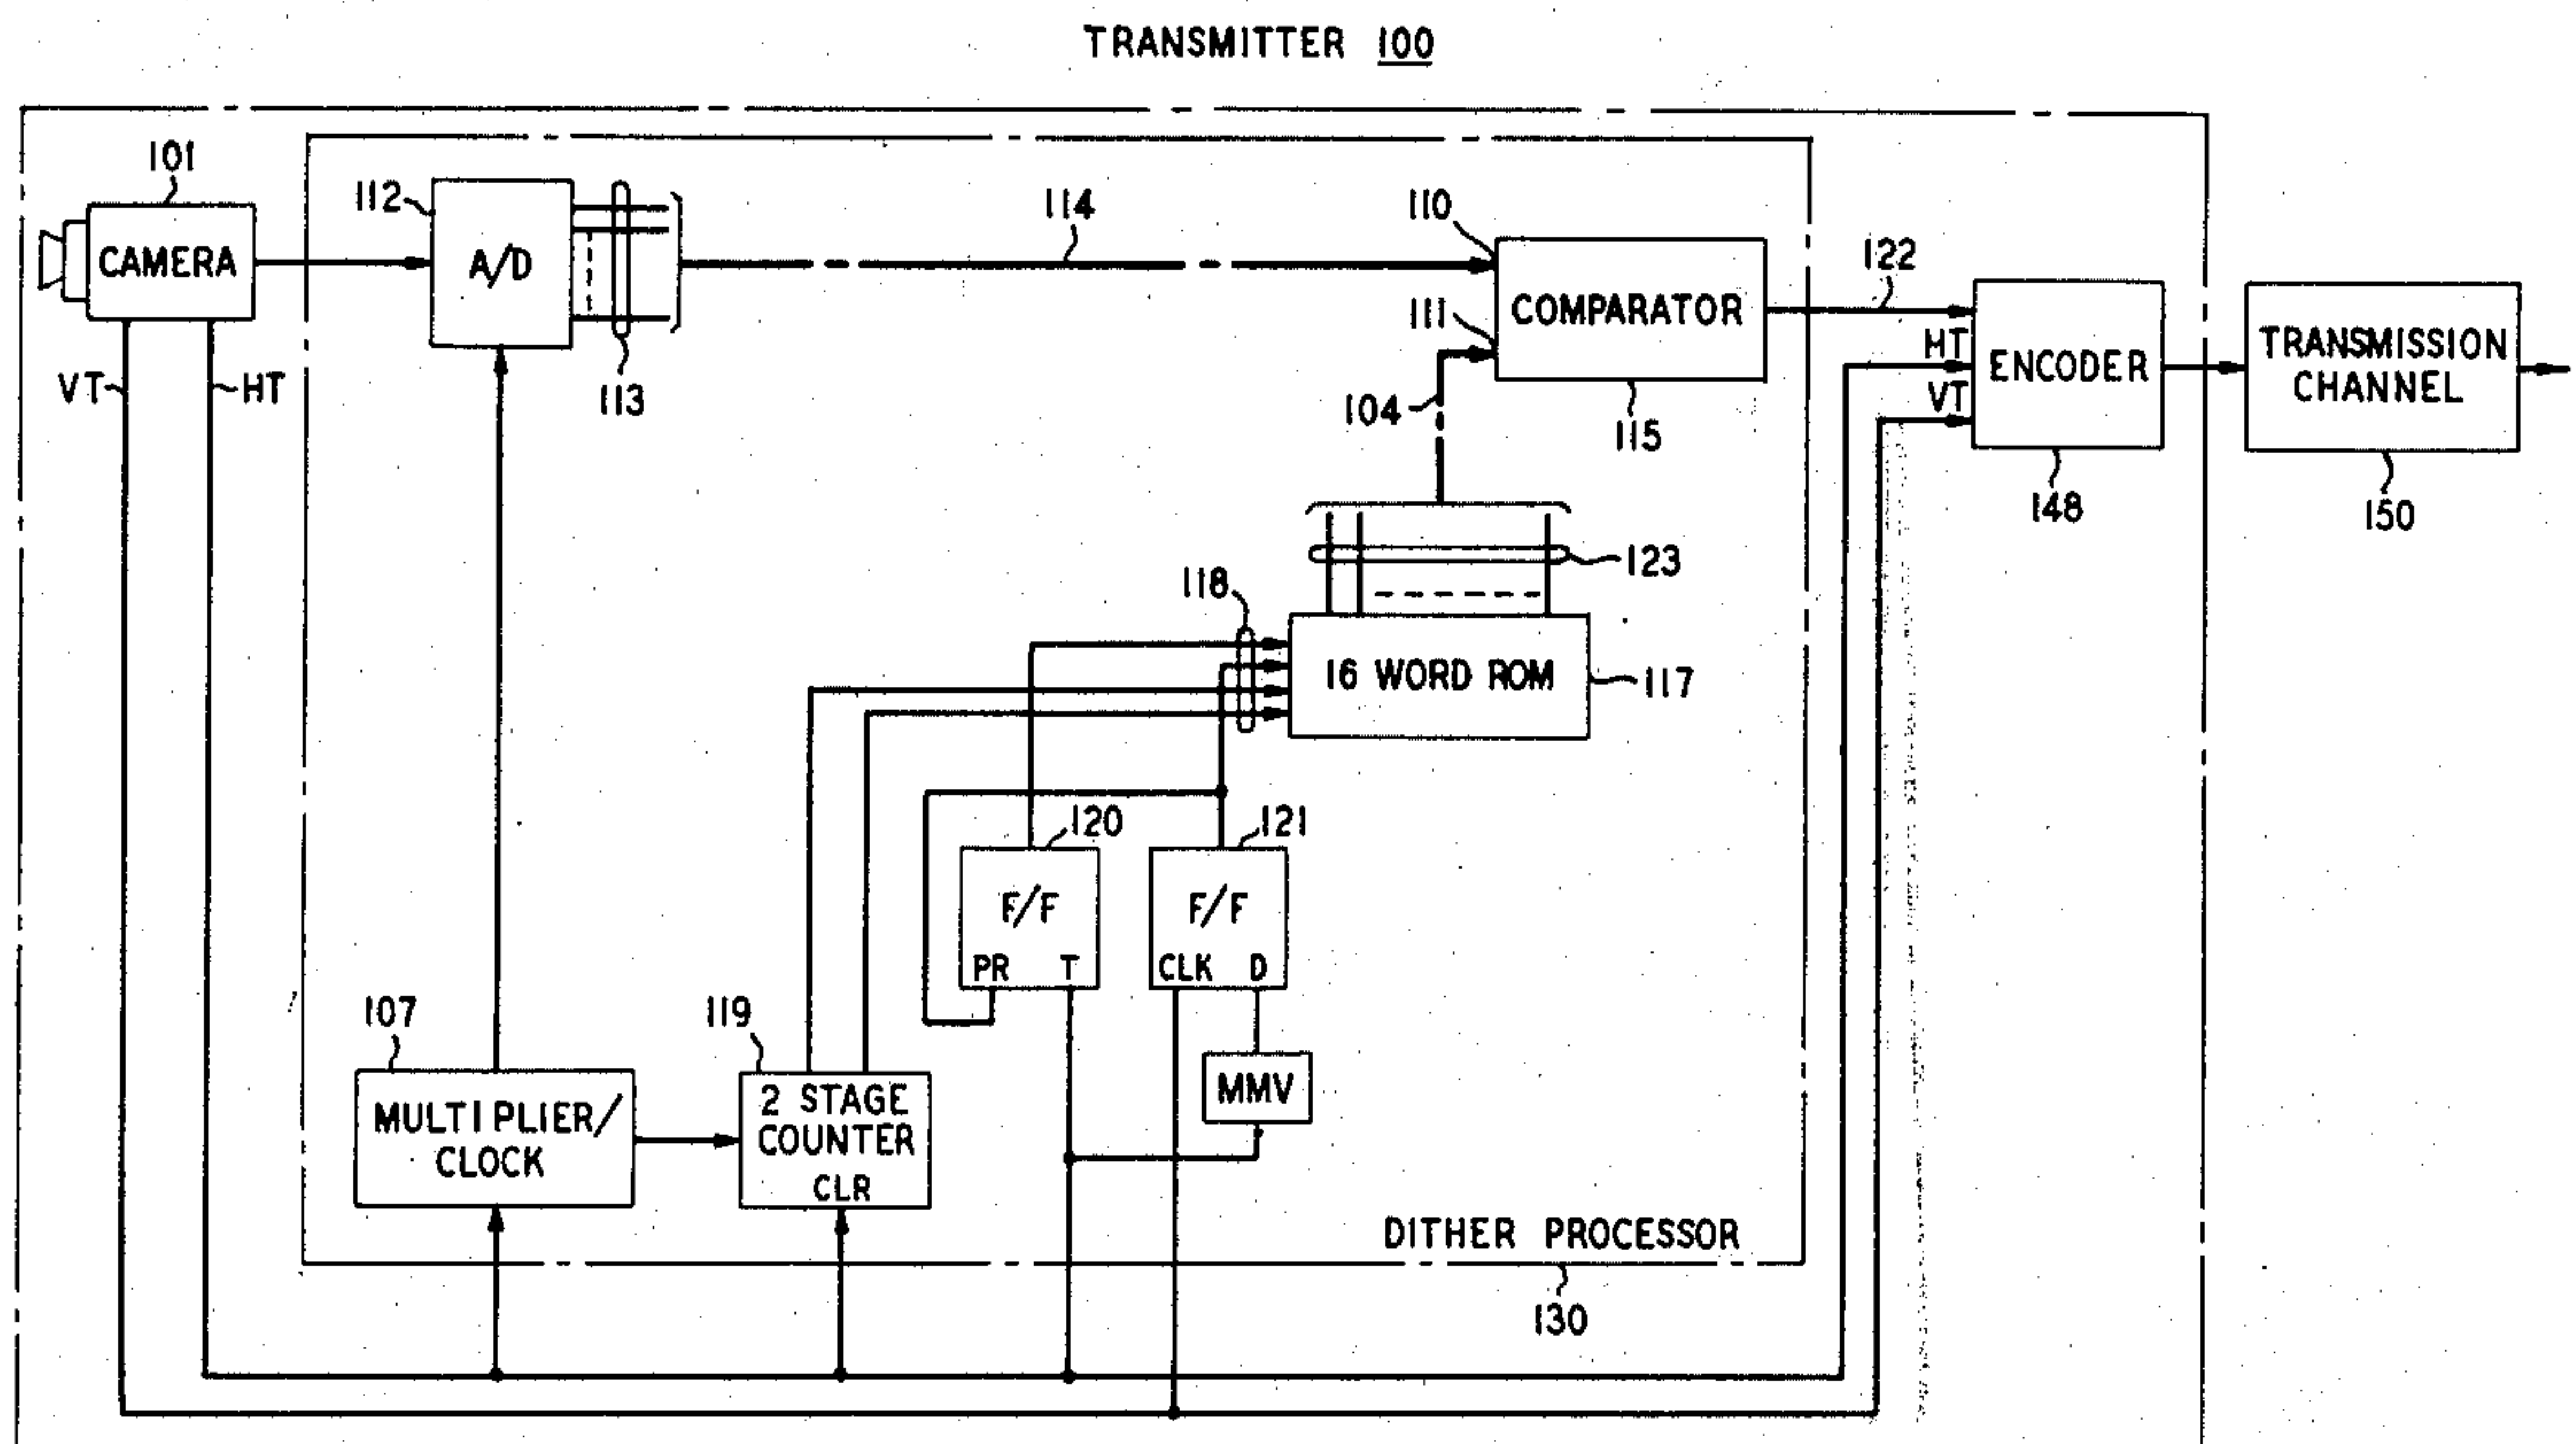 TRANSMITTER 100
101
CAMERA
VT
HT
112
A/D
113
114
110
111
COMPARATOR
115
104
122
HT
VT
ENCODER
148
TRANSMISSION
CHANNEL
150
123
118
16 WORD ROM
117
120
F/F
PR T
121
F/F
CLK D
MMV
107
MULTIPLIER/
CLOCK
119
2 STAGE
COUNTER
CLR
DITHER PROCESSOR
130